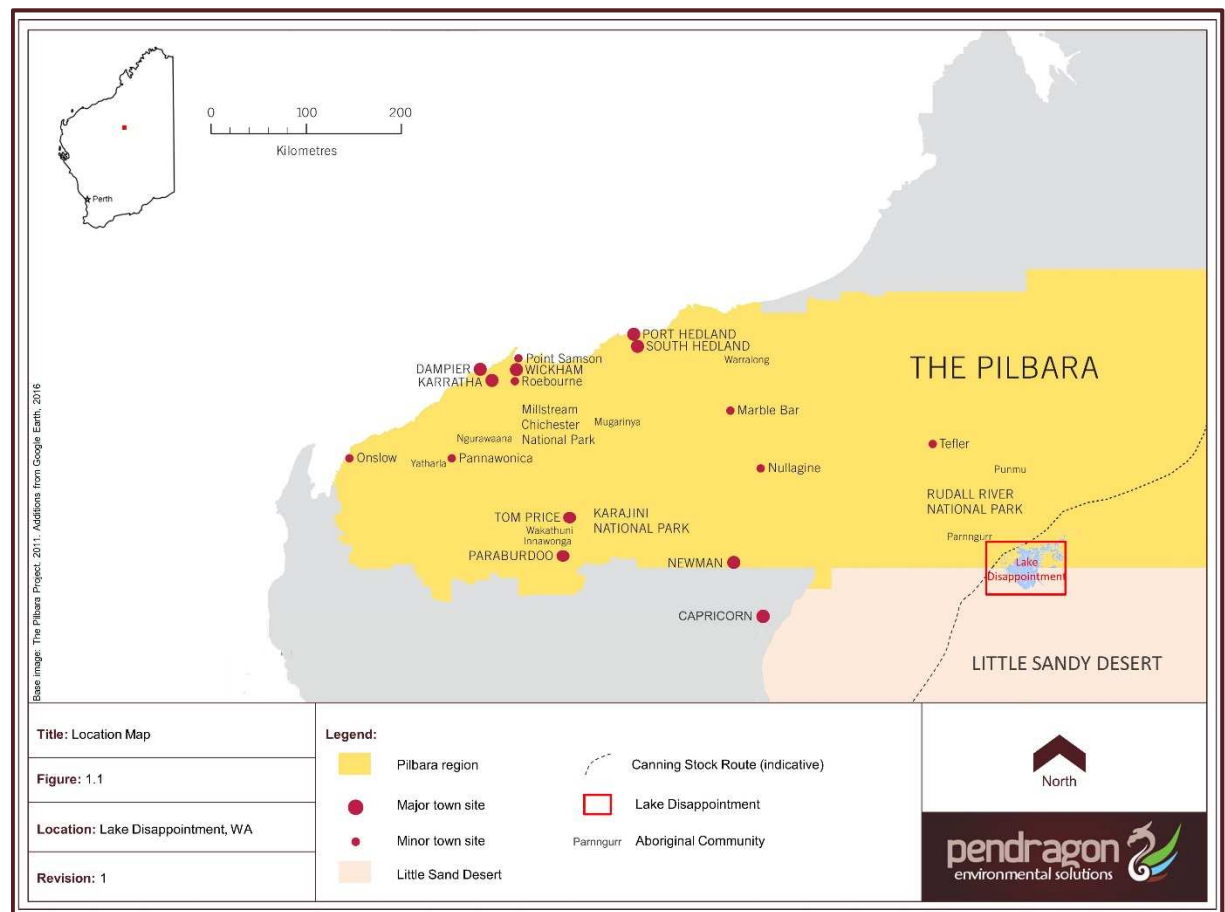 Perth
0 100 200
Kilometres
PORT HEDLAND
SOUTH HEDLAND
Point Samson
Warralong
DAMPIER
WICKHAM
THE PILBARA
KARRATHA
Roebourne
Millstream
Chichester
National Park
Marble Bar
Mugarinya
Ngurawaana
Telfer
Onslow
Yatharla
Pannawonica
Nullagine
Punmu
RUDALL RIVER
NATIONAL PARK
TOM PRICE
KARAJINI
NATIONAL PARK
Wakathuni
Innawonga
Parnngurr
PARABURDOO
NEWMAN
Lake
Disappointment
CAPRICORN
LITTLE SANDY DESERT
Base image: The Pilbara Project, 2011. Additions from Google Earth, 2016
Title: Location Map
Figure: 1.1
Location: Lake Disappointment, WA
Revision: 1
Legend:
Pilbara region
Major town site
Minor town site
Little Sand Desert
Canning Stock Route (indicative)
Lake Disappointment
Parnngurr Aboriginal Community
North
pendragon
environmental solutions